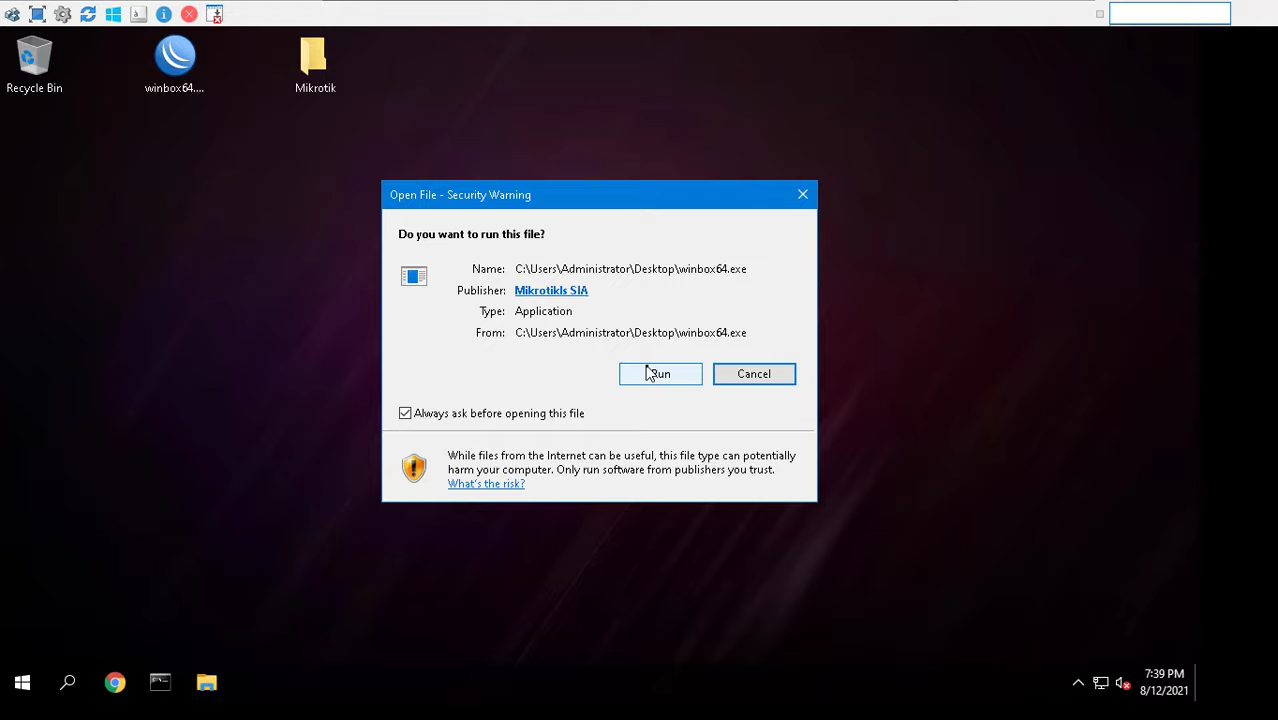 Recycle Bin
winbox64....
Mikrotik
Open File - Security Warning
Do you want to run this file?
Name: C:\Users\Administrator\Desktop\winbox64.exe
Publisher: Mikrotikls SIA
Type: Application
From: C:\Users\Administrator\Desktop\winbox64.exe
Run Cancel
Always ask before opening this file
While files from the Internet can be useful, this file type can potentially
harm your computer. Only run software from publishers you trust.
What's the risk?
7:39 PM
8/12/2021